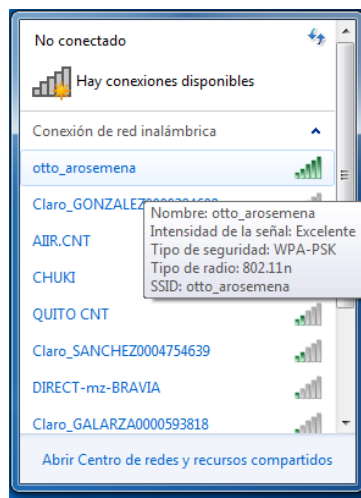 No conectado
Hay conexiones disponibles
Conexión de red inalámbrica
otto_arosemena
Nombre: otto_arosemena
Intensidad de la señal: Excelente
Tipo de seguridad: WPA-PSK
Tipo de radio: 802.11n
SSID: otto_arosemena
AIIR.CNT
CHUKI
QUITO CNT
Claro_SANCHEZ0004754639
DIRECT-mz-BRAVIA
Claro_GALARZA0000593818
Abrir Centro de redes y recursos compartidos